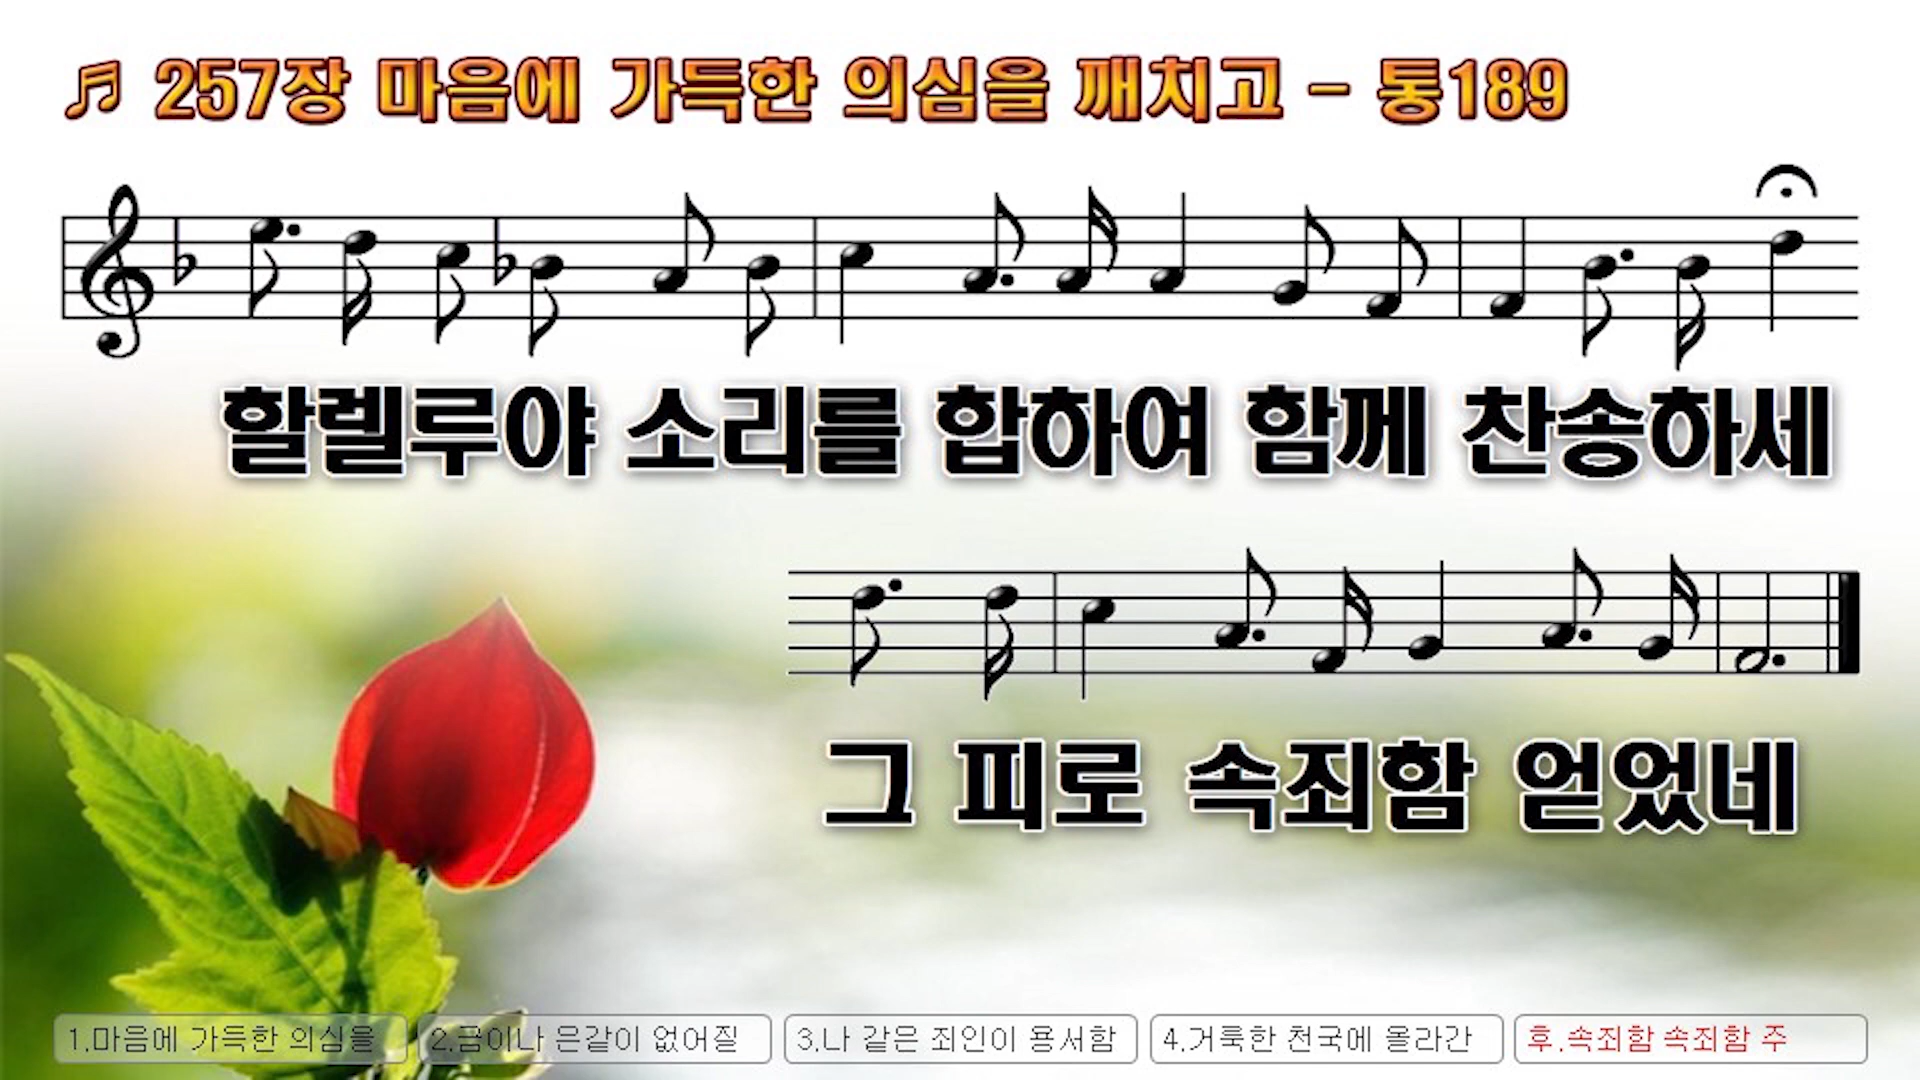 257장 마음에 가득한 의심을 깨치고 - 통189
할렐루야 소리를 합하여 함께 찬송하세
그 피로 속죄함 얻었네
1.마음에 가득한 의심을
2.금이나 은같이 없어질
3.나 같은 죄인이 용서함
4.거룩한 천국에 올라간
후.속죄함 속죄함 주